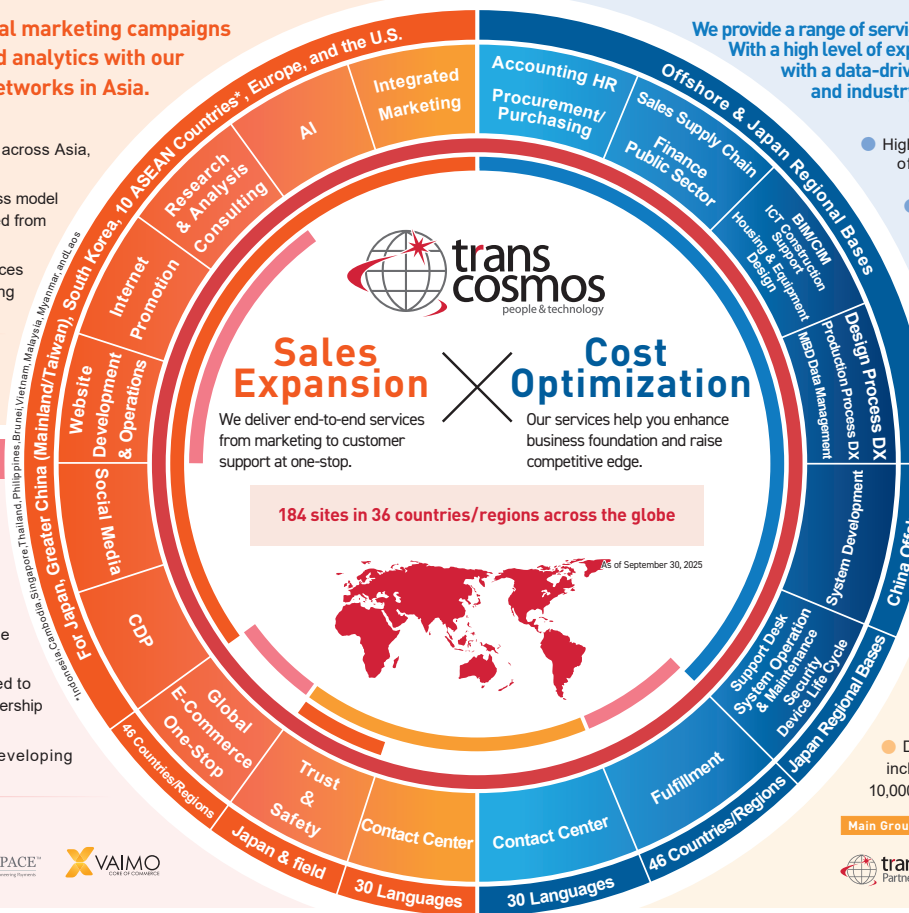 al marketing campaigns
d analytics with our
etworks in Asia.
across Asia,
ss model
ed from
ces
ng
We provide a range of servi
With a high level of exp
with a data-driv
and industry
High
of
For Japan, Greater China (Mainland/Taiwan), South Korea, 10 ASEAN Countries*, Europe, and the U.S.
*Indonesia,Cambodia,Singapore,Thailand,Philippines,Brunei,Vietnam,Malaysia,Myanmar,andLaos
Offshore & Japan Regional Bases
Integrated
Marketing
AI
Research
& Analysis
Consulting
Internet
Promotion
Website
Development
& Operations
Social Media
CDP
Global
E-Commerce
One-Stop
Trust
&
Safety
Contact Center
46 Countries/Regions
Japan & field
30 Languages
Accounting HR
Procurement/
Purchasing
Sales Supply Chain
Finance
Public Sector
BIM/CIM
ICT Construction
Support
Housing & Equipment
Design
Design Process DX
Production Process DX
MBD Data Management
System Development
China Offs
Support Desk
System Operation
& Maintenance
Security
Device Life Cycle
Japan Regional Bases
Fulfillment
46 Countries/Regions
Contact Center
30 Languages
trans
cosmos
people & technology
Sales
Expansion
We deliver end-to-end services
from marketing to customer
support at one-stop.
Cost
Optimization
Our services help you enhance
business foundation and raise
competitive edge.
184 sites in 36 countries/regions across the globe
As of September 30, 2025
e
ed to
ership
eveloping
PACE™
VAIMO
CORE OF COMMERCE
D
incl
10,000
Main Grou
tran
Partne